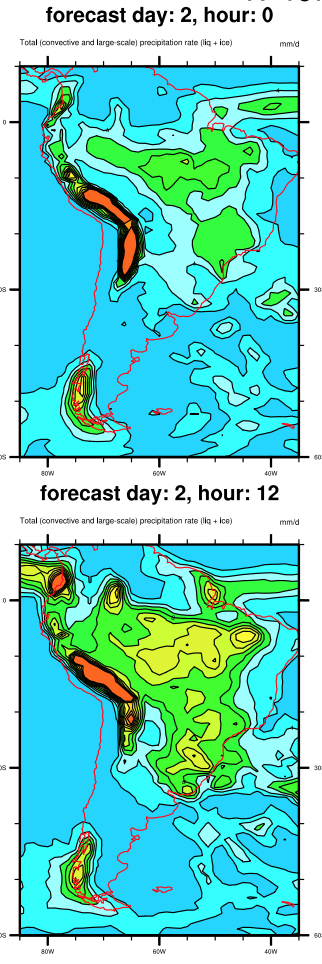 forecast day: 2, hour: 0
Total (convective and large-scale) precipitation rate (liq + ice) mm/d
0
80W 60W 40W
forecast day: 2, hour: 12
Total (convective and large-scale) precipitation rate (liq + ice) mm/d
0
80W 60W 40W